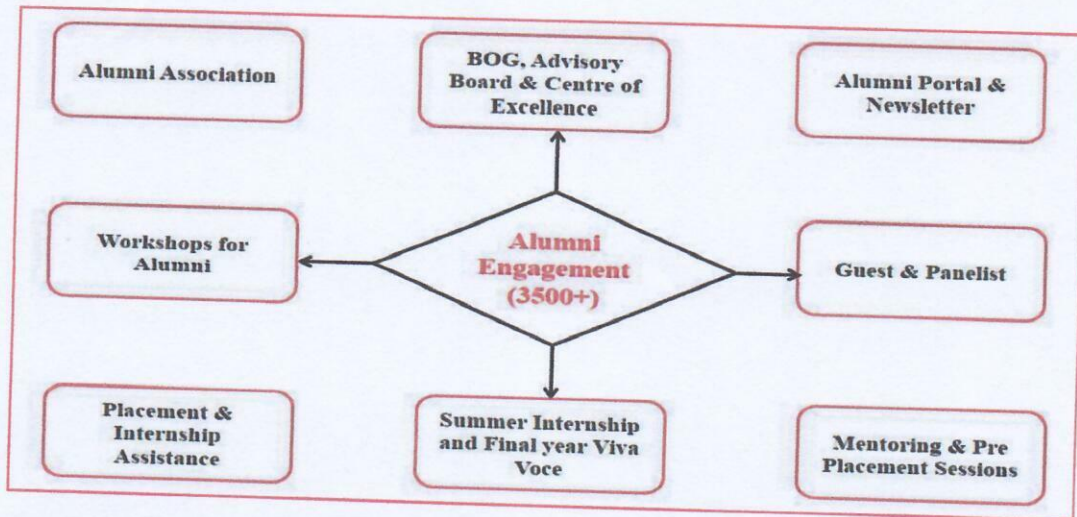 Alumni Association
BOG, Advisory
Board & Centre of
Excellence
Alumni Portal &
Newsletter
Workshops for
Alumni
Alumni
Engagement
(3500+)
Guest & Panelist
Placement &
Internship
Assistance
Summer Internship
and Final year Viva
Voce
Mentoring & Pre
Placement Sessions